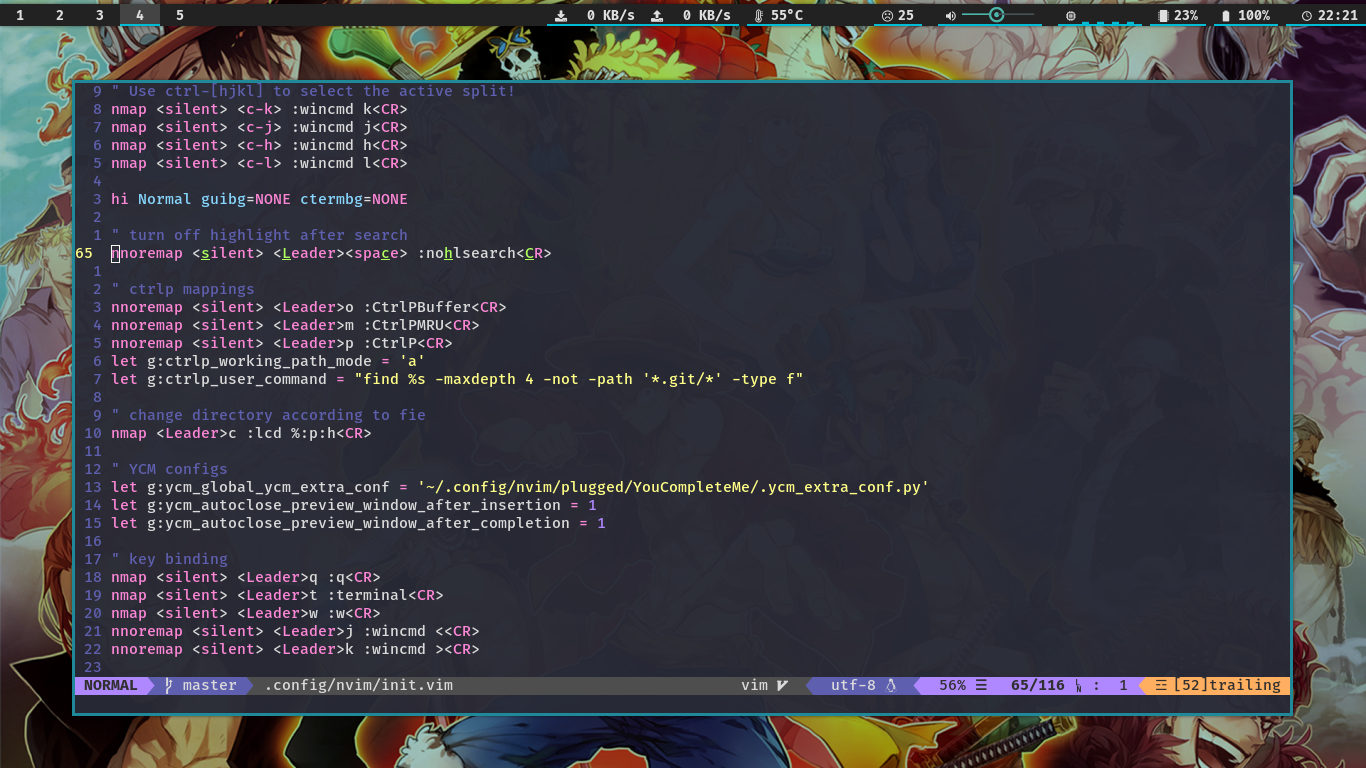 1 2 3 4 5 0 KB/s 0 KB/s 55°C 25 23% 100% 22:21
9 " Use ctrl-[hjkl] to select the active split!
8 nmap <silent> <c-k> :wincmd k<CR>
7 nmap <silent> <c-j> :wincmd j<CR>
6 nmap <silent> <c-h> :wincmd h<CR>
5 nmap <silent> <c-l> :wincmd l<CR>
4
3 hi Normal guibg=NONE ctermbg=NONE
2
1 " turn off highlight after search
65 nnoremap <silent> <Leader><space> :nohlsearch<CR>
1
2 " ctrlp mappings
3 nnoremap <silent> <Leader>o :CtrlPBuffer<CR>
4 nnoremap <silent> <Leader>m :CtrlPMRU<CR>
5 nnoremap <silent> <Leader>p :CtrlP<CR>
6 let g:ctrlp_working_path_mode = 'a'
7 let g:ctrlp_user_command = "find %s -maxdepth 4 -not -path '*.git/*' -type f"
8
9 " change directory according to fie
10 nmap <Leader>c :lcd %:p:h<CR>
11
12 " YCM configs
13 let g:ycm_global_ycm_extra_conf = '~/.config/nvim/plugged/YouCompleteMe/.ycm_extra_conf.py'
14 let g:ycm_autoclose_preview_window_after_insertion = 1
15 let g:ycm_autoclose_preview_window_after_completion = 1
16
17 " key binding
18 nmap <silent> <Leader>q :q<CR>
19 nmap <silent> <Leader>t :terminal<CR>
20 nmap <silent> <Leader>w :w<CR>
21 nnoremap <silent> <Leader>j :wincmd <<CR>
22 nnoremap <silent> <Leader>k :wincmd ><CR>
23
NORMAL master .config/nvim/init.vim vim utf-8 56% ☰ 65/116 : 1 ☲ [52]trailing